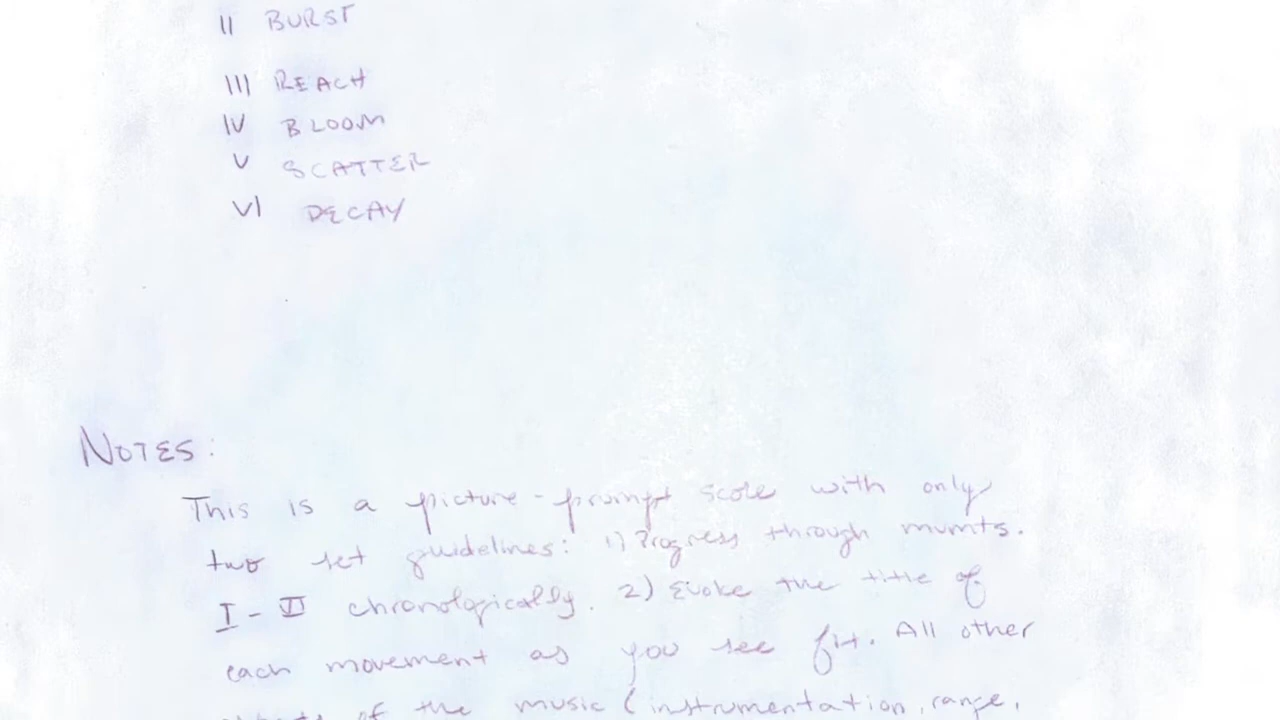 II BURST
III REACH
IV BLOOM
V SCATTER
VI DECAY
NOTES:
This is a picture-prompt score with only
two set guidelines: 1) Progress through mvmts.
I-VI chronologically. 2) Evoke the title of
each movement as you see fit. All other
of the music (instrumentation, range,